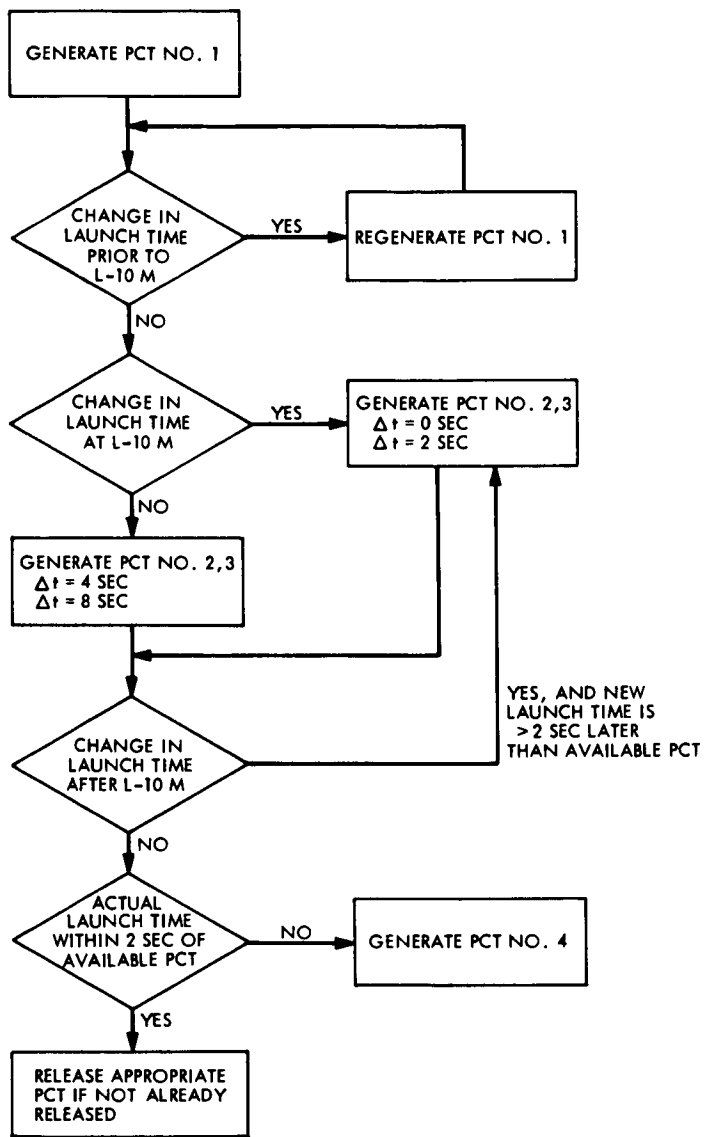 GENERATE PCT NO. 1
CHANGE IN
LAUNCH TIME
PRIOR TO
L-10 M
YES
REGENERATE PCT NO. 1
NO
CHANGE IN
LAUNCH TIME
AT L-10 M
YES
GENERATE PCT NO. 2,3
Δt = 0 SEC
Δt = 2 SEC
NO
GENERATE PCT NO. 2,3
Δt = 4 SEC
Δt = 8 SEC
YES, AND NEW
LAUNCH TIME IS
>2 SEC LATER
THAN AVAILABLE PCT
CHANGE IN
LAUNCH TIME
AFTER L-10 M
NO
ACTUAL
LAUNCH TIME
WITHIN 2 SEC OF
AVAILABLE PCT
NO
GENERATE PCT NO. 4
YES
RELEASE APPROPRIATE
PCT IF NOT ALREADY
RELEASED